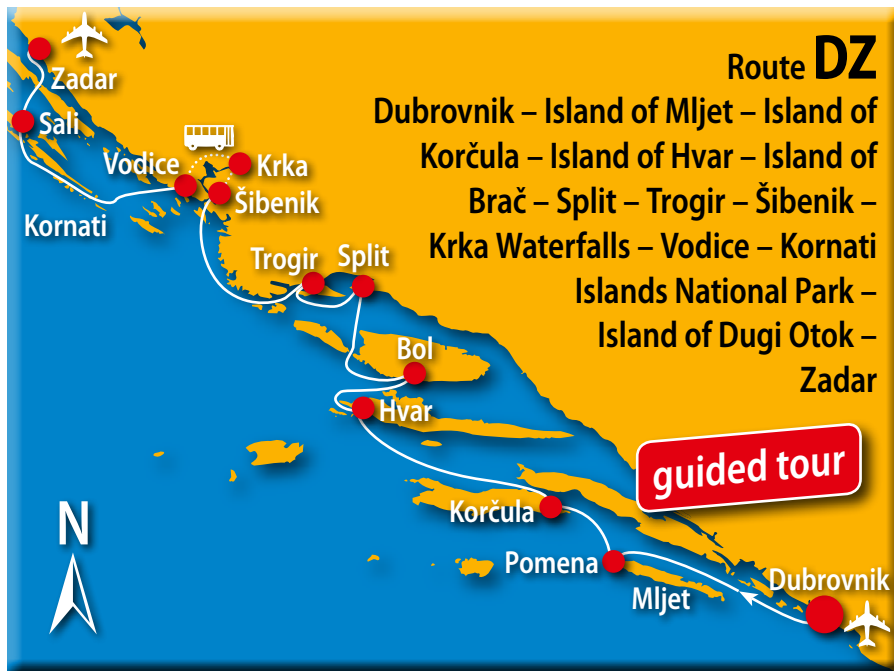 Route DZ
Dubrovnik – Island of Mljet – Island of
Korčula – Island of Hvar – Island of
Brač – Split – Trogir – Šibenik –
Krka Waterfalls – Vodice – Kornati
Islands National Park –
Island of Dugi Otok –
Zadar
guided tour
Zadar
Sali
Vodice
Krka
Šibenik
Kornati
Trogir
Split
Bol
Hvar
Korčula
Pomena
Mljet
Dubrovnik
N